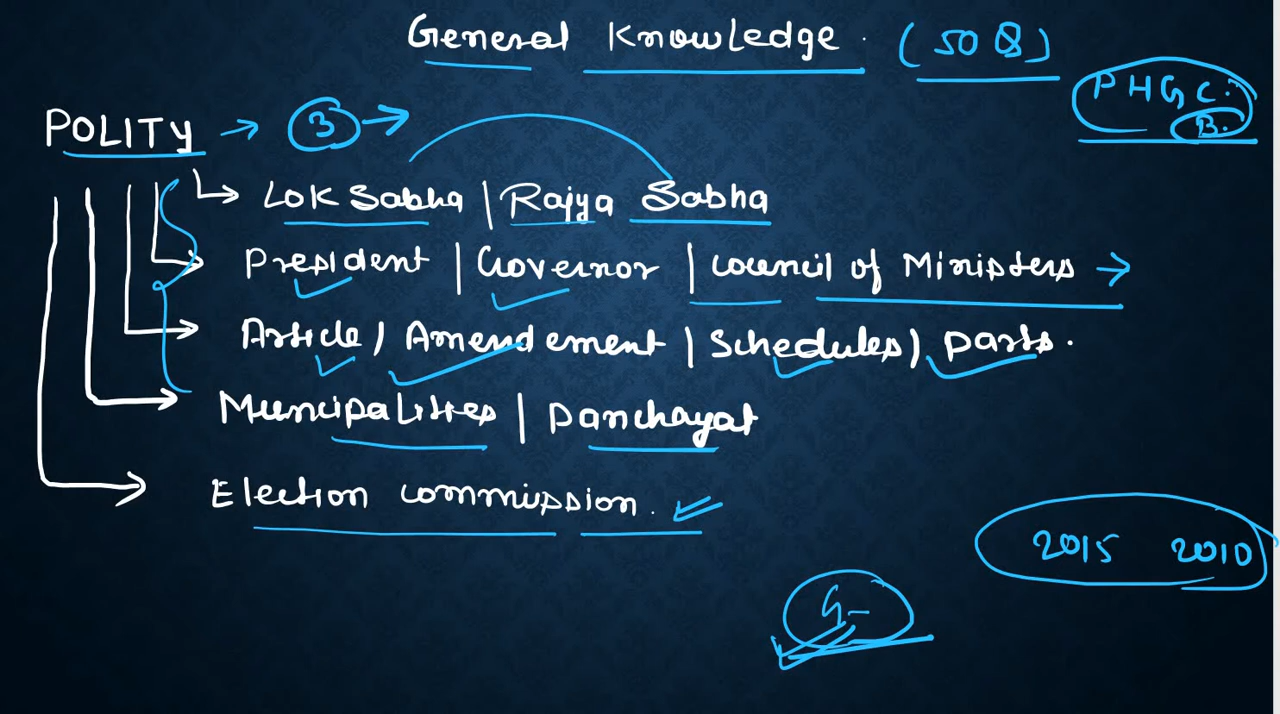 General Knowledge. (50 Q)
PHGC.
B.
POLITY → 3 →
Lok Sabha | Rajya Sabha
President | Governor | Council of Ministers →
Article / Amendement | Schedules | Parts.
Muncipalities | Panchayat
Election commission.
2015 2010
G-